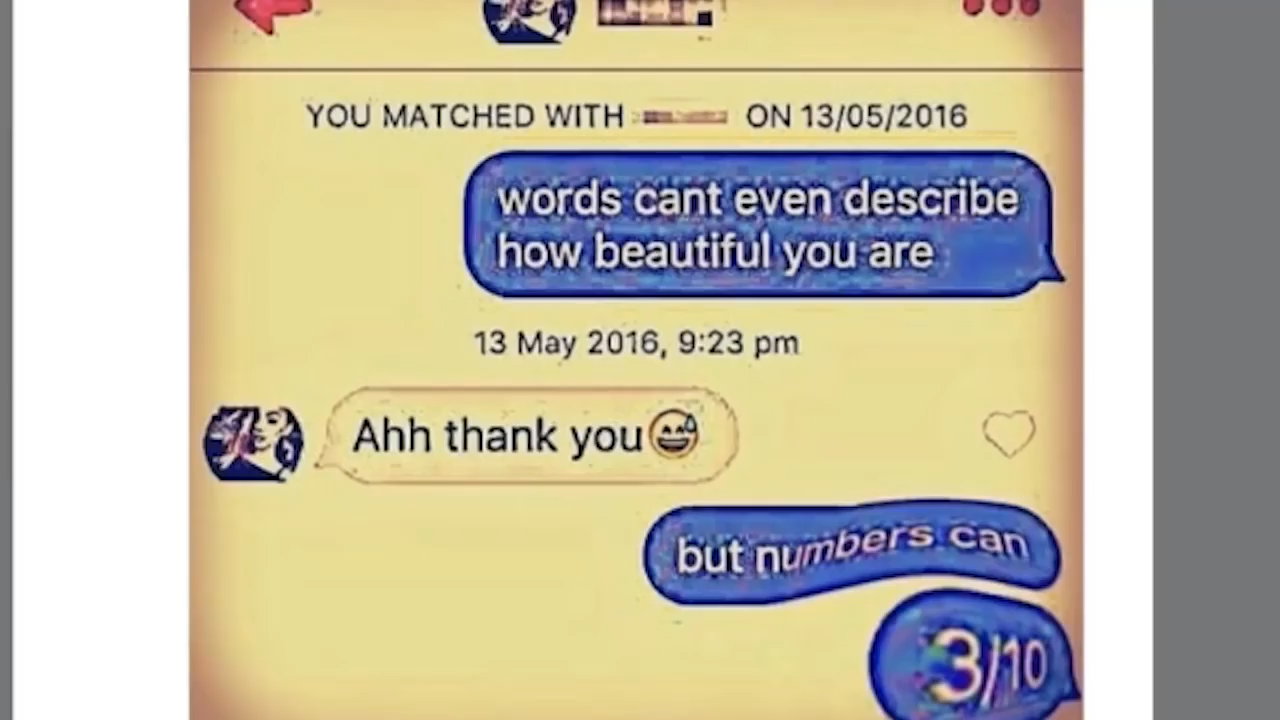 YOU MATCHED WITH ON 13/05/2016
words cant even describe
how beautiful you are
13 May 2016, 9:23 pm
Ahh thank you😅
but numbers can
3/10